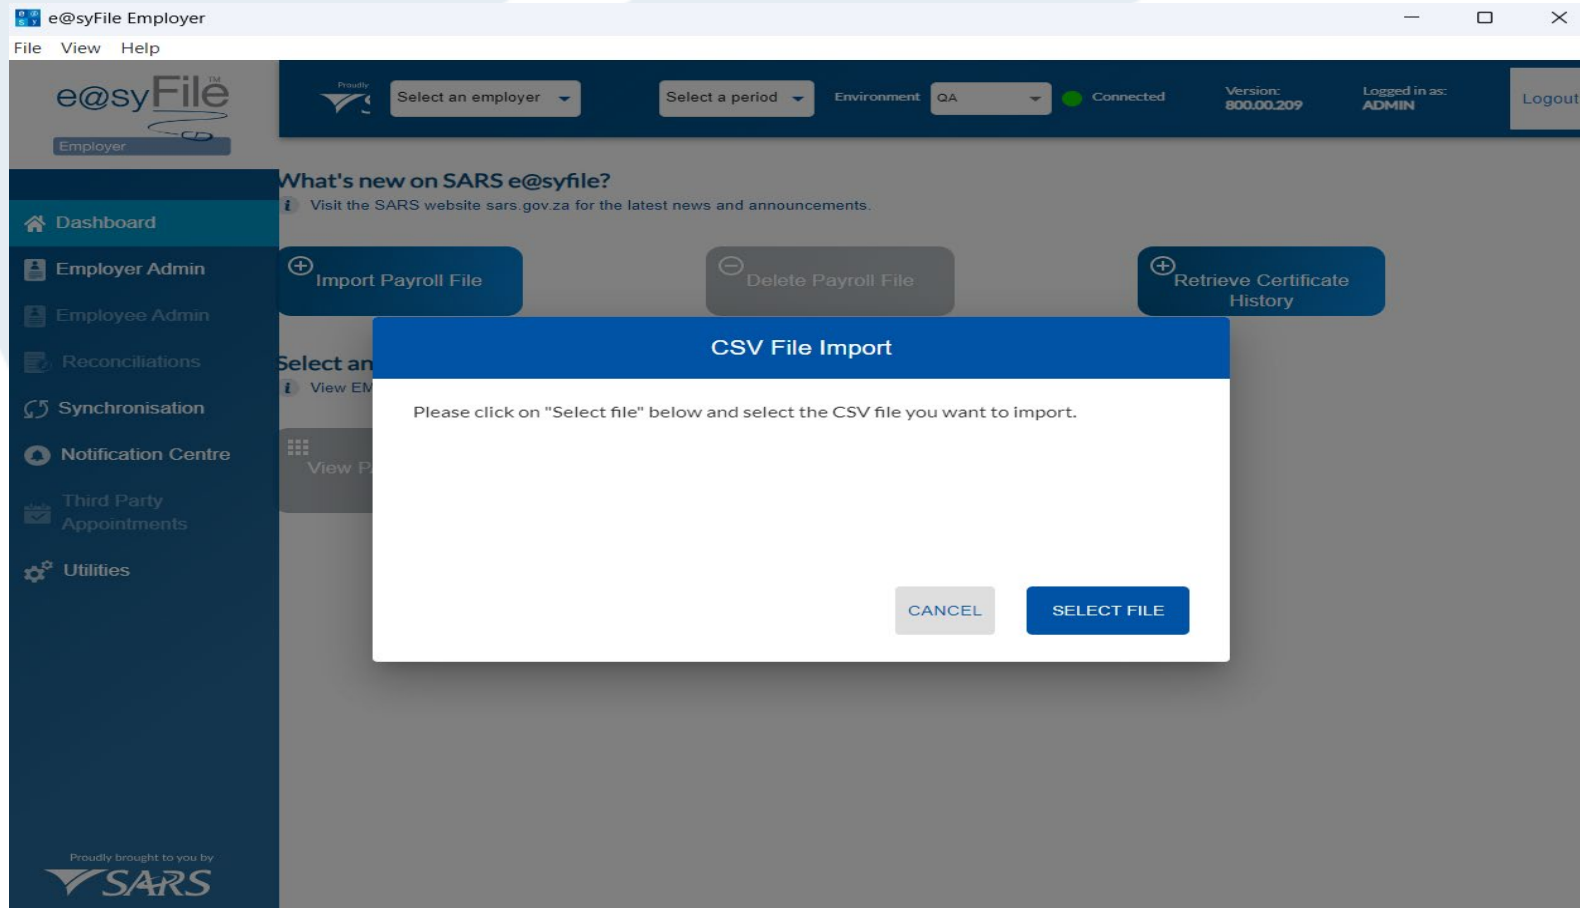 e@syFile Employer
File View Help
e@syFile™
Employer
Proudly
Select an employer
Select a period
Environment QA
Connected
Version:
800.00.209
Logged in as:
ADMIN
Logout
What's new on SARS e@syfile?
Visit the SARS website sars.gov.za for the latest news and announcements.
Dashboard
Employer Admin
Employee Admin
Reconciliations
Synchronisation
Notification Centre
Third Party
Appointments
Utilities
Import Payroll File
Delete Payroll File
Retrieve Certificate
History
Select an
View EM
View P
CSV File Import
Please click on "Select file" below and select the CSV file you want to import.
CANCEL
SELECT FILE
Proudly brought to you by
SARS